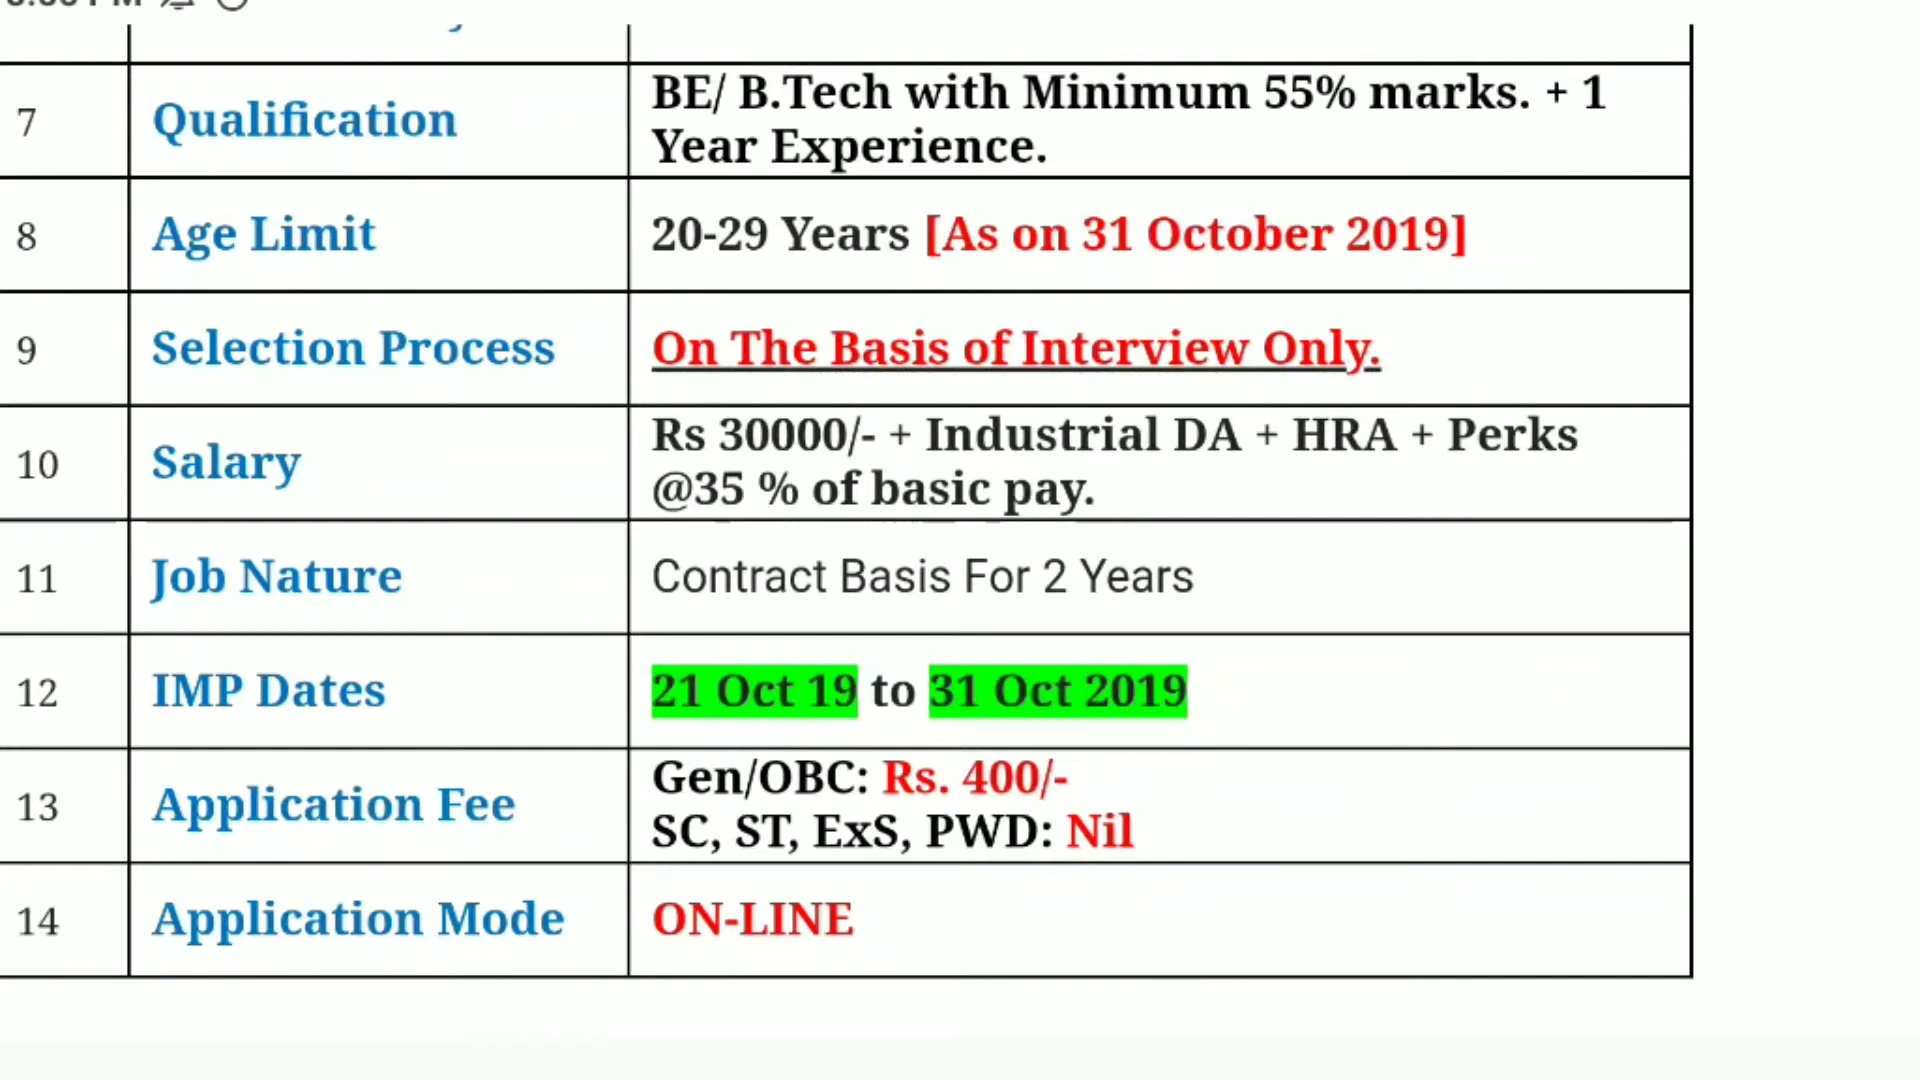 7 Qualification BE/ B.Tech with Minimum 55% marks. + 1
Year Experience.
8 Age Limit 20-29 Years [As on 31 October 2019]
9 Selection Process On The Basis of Interview Only.
10 Salary Rs 30000/- + Industrial DA + HRA + Perks
@35 % of basic pay.
11 Job Nature Contract Basis For 2 Years
12 IMP Dates 21 Oct 19 to 31 Oct 2019
13 Application Fee Gen/OBC: Rs. 400/-
SC, ST, ExS, PWD: Nil
14 Application Mode ON-LINE